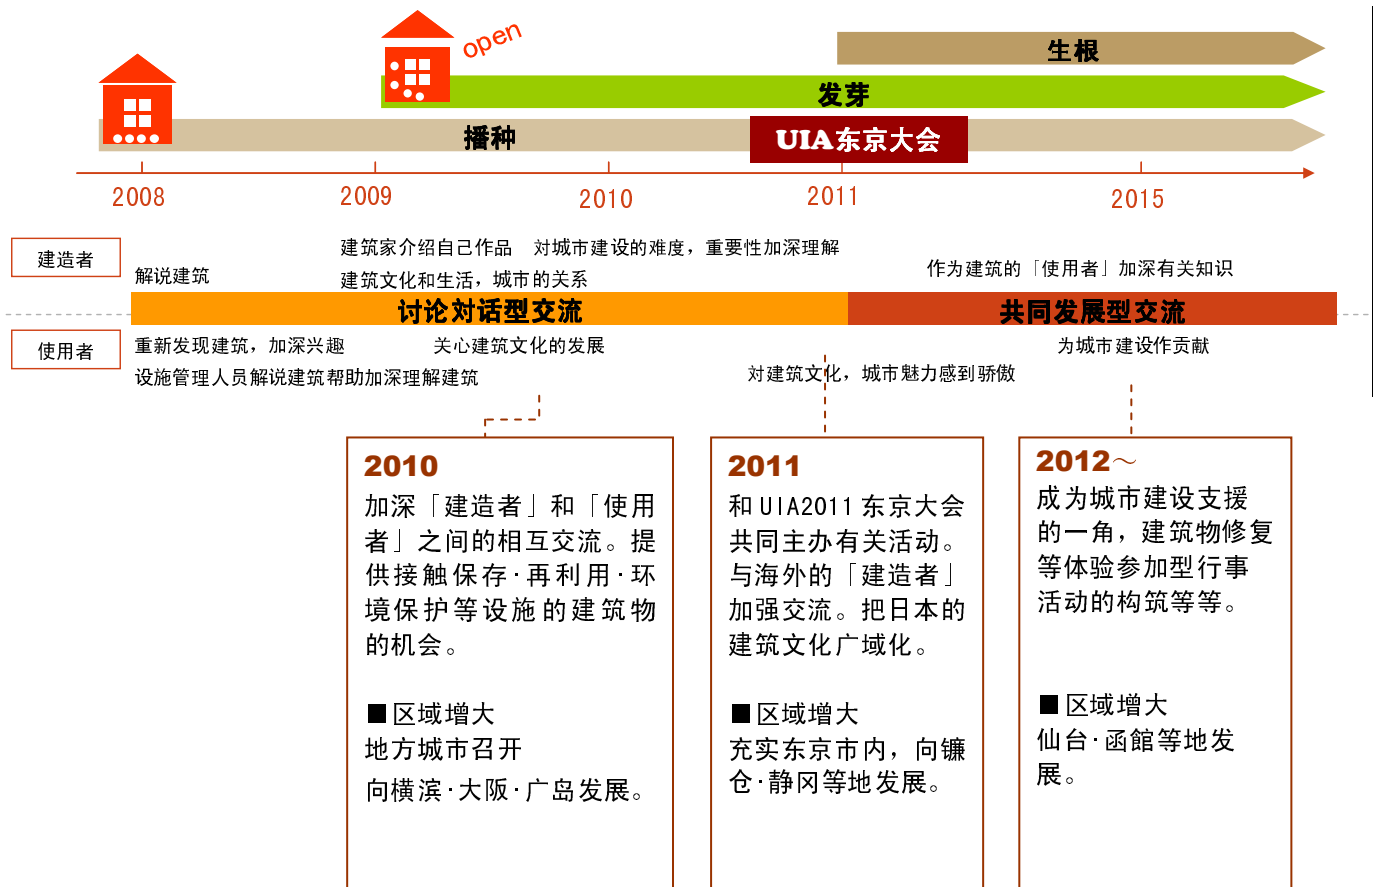 open
生根
发芽
播种
UIA东京大会
2008
2009
2010
2011
2015
建造者
解说建筑
建筑家介绍自己作品 対城市建设的难度，重要性加深理解
建筑文化和生活，城市的关系
作为建筑的「使用者」加深有关知识
讨论対话型交流
共同发展型交流
使用者
重新发现建筑，加深兴趣
关心建筑文化的发展
为城市建设作贡献
设施管理人员解说建筑帮助加深理解建筑
対建筑文化，城市魅力感到骄傲
2010
加深「建造者」和「使用
者」之间的相互交流。提
供接触保存·再利用·环
境保护等设施的建筑物
的机会。
■区域增大
地方城市召开
向横滨·大阪·广岛发展。
2011
和UIA2011东京大会
共同主办有关活动。
与海外的「建造者」
加强交流。把日本的
建筑文化广域化。
■区域增大
充实东京市内，向镰
仓·静冈等地发展。
2012～
成为城市建设支援
的一角，建筑物修复
等体验参加型行事
活动的构筑等等。
■区域增大
仙台·函館等地发
展。